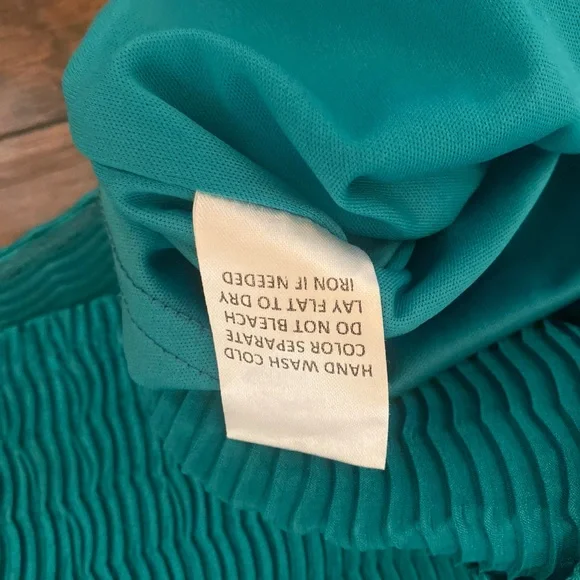 HAND WASH COLD
COLOR SEPARATE
DO NOT BLEACH
LAY FLAT TO DRY
IRON IF NEEDED